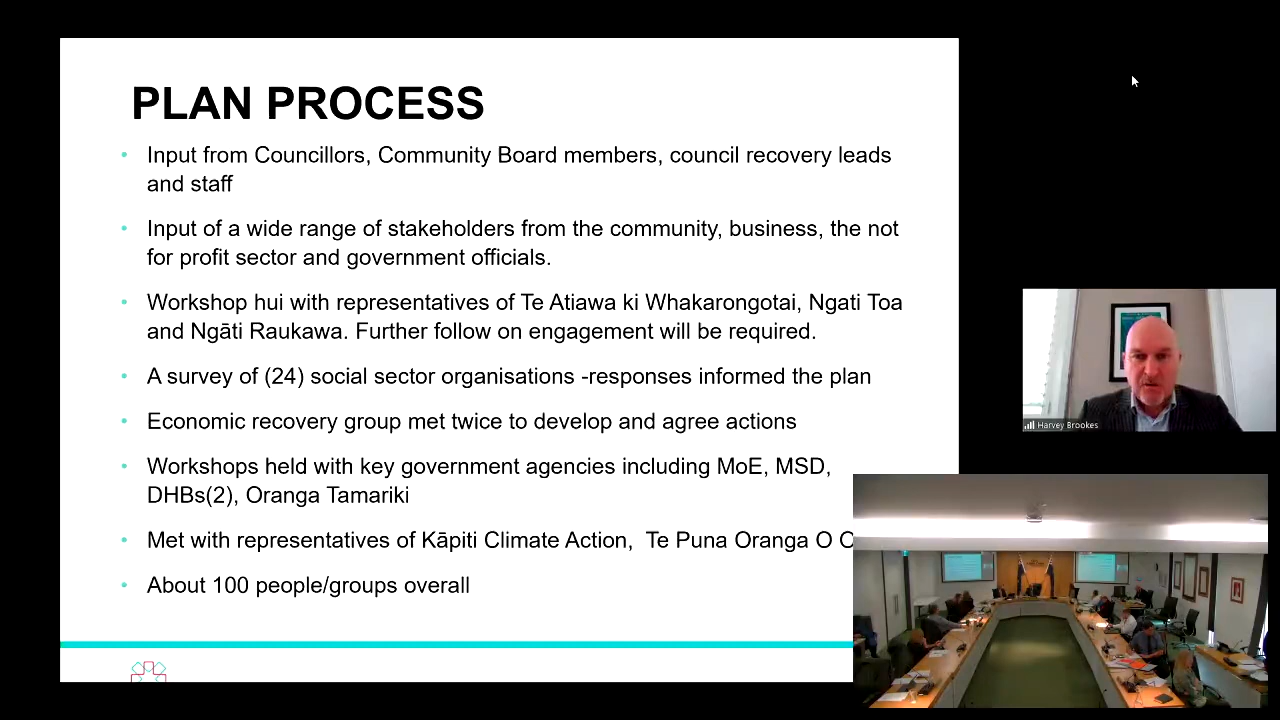 PLAN PROCESS
Input from Councillors, Community Board members, council recovery leads
and staff
Input of a wide range of stakeholders from the community, business, the not
for profit sector and government officials.
Workshop hui with representatives of Te Atiawa ki Whakarongotai, Ngati Toa
and Ngāti Raukawa. Further follow on engagement will be required.
A survey of (24) social sector organisations -responses informed the plan
Economic recovery group met twice to develop and agree actions
Workshops held with key government agencies including MoE, MSD,
DHBs(2), Oranga Tamariki
Met with representatives of Kāpiti Climate Action, Te Puna Oranga O
About 100 people/groups overall
Harvey Brookes